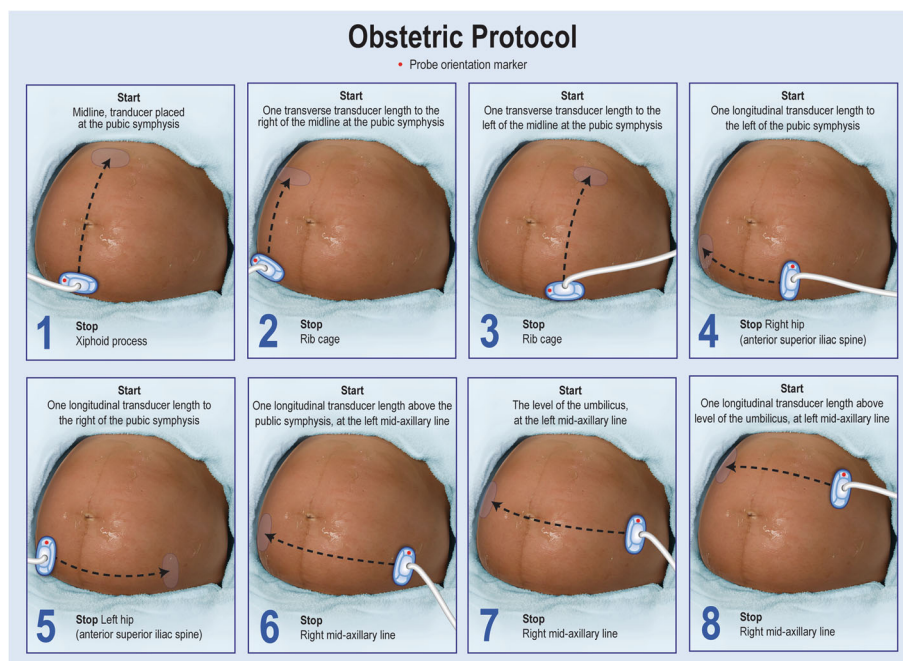 Obstetric Protocol
• Probe orientation marker
Start
Midline, tranducer placed
at the pubic symphysis
1
Stop
Xiphoid process
Start
One transverse transducer length to the
right of the midline at the pubic symphysis
2
Stop
Rib cage
Start
One transverse transducer length to the
left of the midline at the pubic symphysis
3
Stop
Rib cage
Start
One longitudinal transducer length to
the left of the pubic symphysis
4
Stop Right hip
(anterior superior iliac spine)
Start
One longitudinal transducer length to
the right of the pubic symphysis
5
Stop Left hip
(anterior superior iliac spine)
Start
One longitudinal transducer length above the
public symphysis, at the left mid-axillary line
6
Stop
Right mid-axillary line
Start
The level of the umbilicus,
at the left mid-axillary line
7
Stop
Right mid-axillary line
Start
One longitudinal transducer length above
level of the umbilicus, at left mid-axillary line
8
Stop
Right mid-axillary line